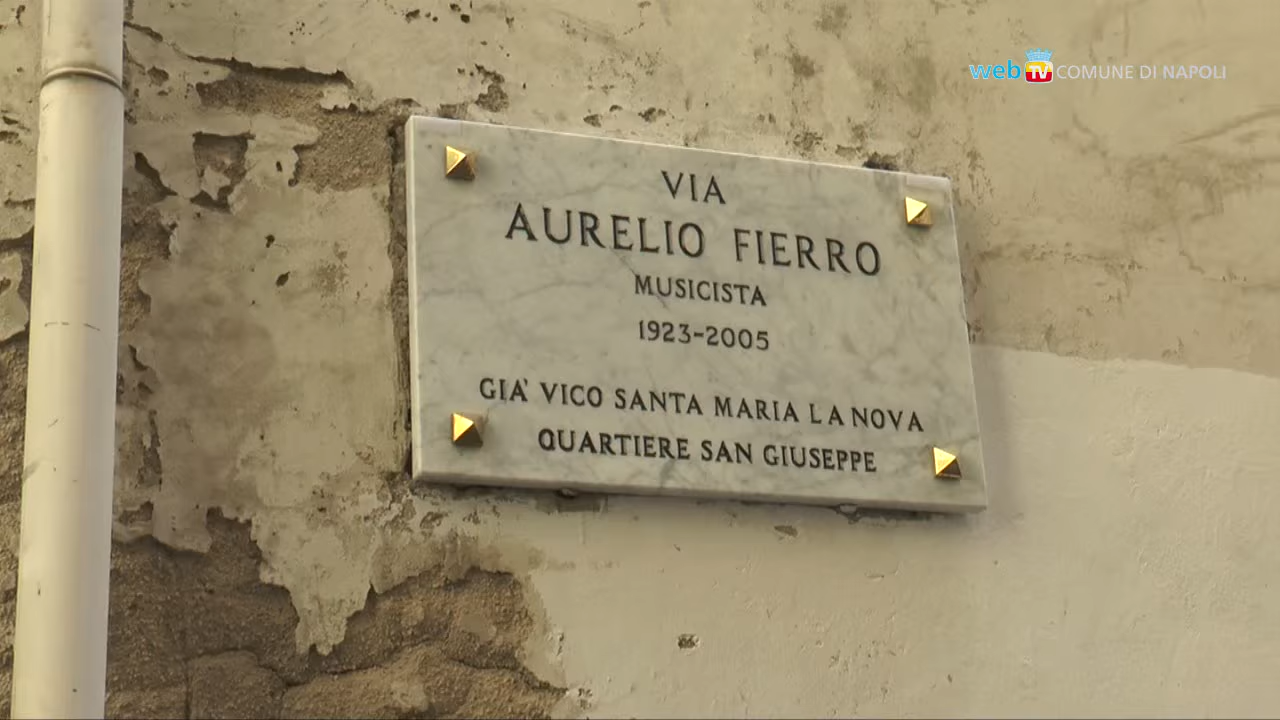 web TV COMUNE DI NAPOLI
VIA
AURELIO FIERRO
MUSICISTA
1923-2005
GIA' VICO SANTA MARIA LA NOVA
QUARTIERE SAN GIUSEPPE